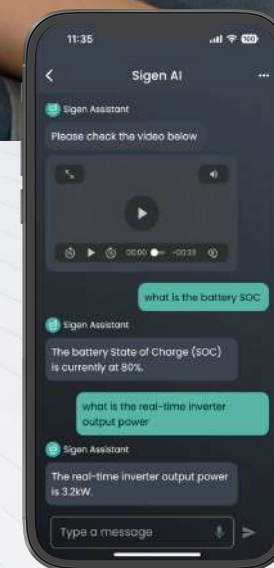 11:35
100
Sigen AI
Sigen Assistant
Please check the video below
00:00
-00:33
what is the battery SOC
Sigen Assistant
The battery State of Charge (SOC)
is currently at 80%.
what is the real-time inverter
output power
Sigen Assistant
The real-time inverter output power
is 3.2kW.
Type a message